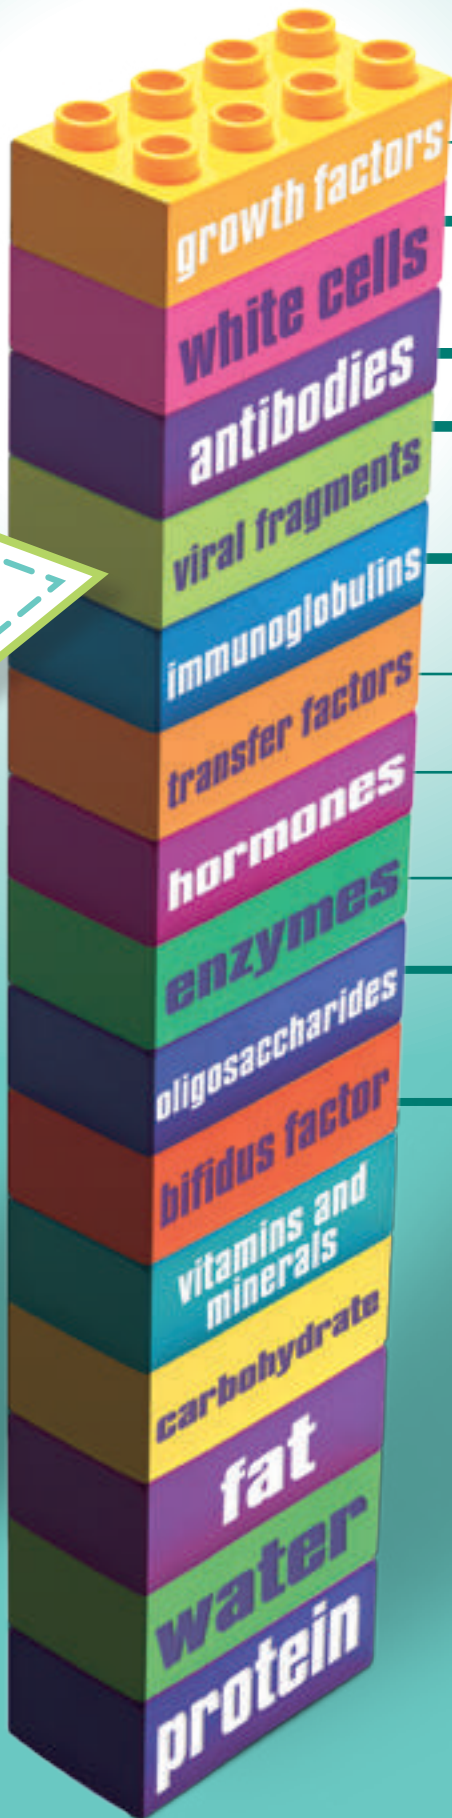 growth factors
white cells
antibodies
viral fragments
immunoglobulins
transfer factors
hormones
enzymes
oligosaccharides
bifidus factor
vitamins and
minerals
carbohydrate
fat
water
protein